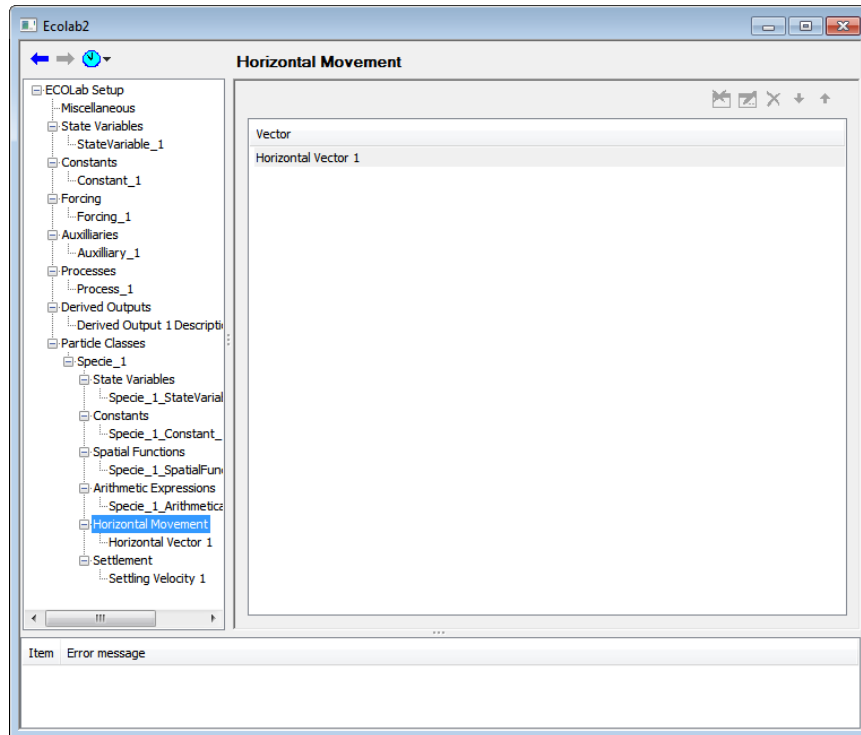 Ecolab2
Horizontal Movement
ECOLab Setup
Miscellaneous
State Variables
StateVariable_1
Constants
Constant_1
Forcing
Forcing_1
Auxilliaries
Auxilliary_1
Processes
Process_1
Derived Outputs
Derived Output 1 Descripti
Particle Classes
Specie_1
State Variables
Specie_1_StateVarial
Constants
Specie_1_Constant_
Spatial Functions
Specie_1_SpatialFun
Arithmetic Expressions
Specie_1_Arithmetica
Horizontal Movement
Horizontal Vector 1
Settlement
Settling Velocity 1
Vector
Horizontal Vector 1
Item Error message